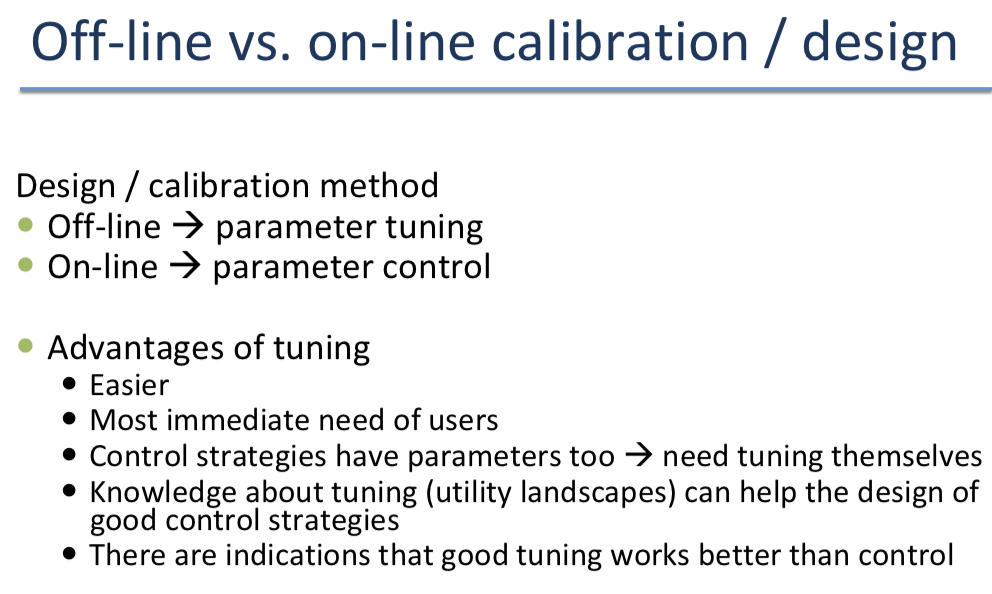 Off-line vs. on-line calibration / design
Design / calibration method
• Off-line → parameter tuning
• On-line → parameter control
• Advantages of tuning
• Easier
• Most immediate need of users
• Control strategies have parameters too → need tuning themselves
• Knowledge about tuning (utility landscapes) can help the design of
good control strategies
• There are indications that good tuning works better than control